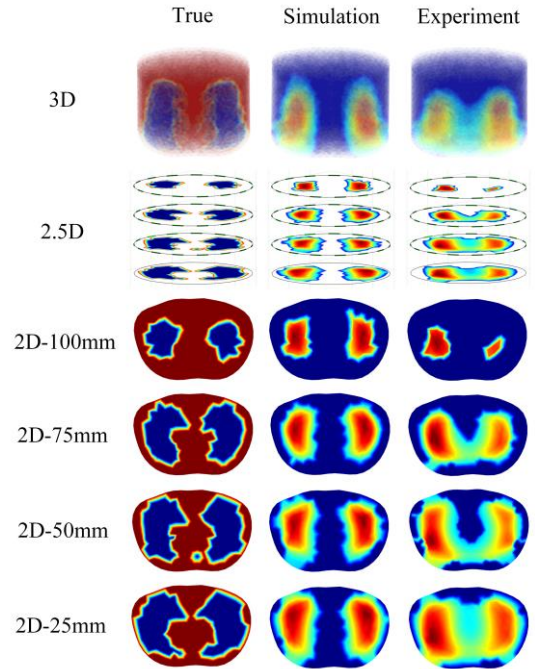 True Simulation Experiment
3D
2.5D
2D-100mm
2D-75mm
2D-50mm
2D-25mm